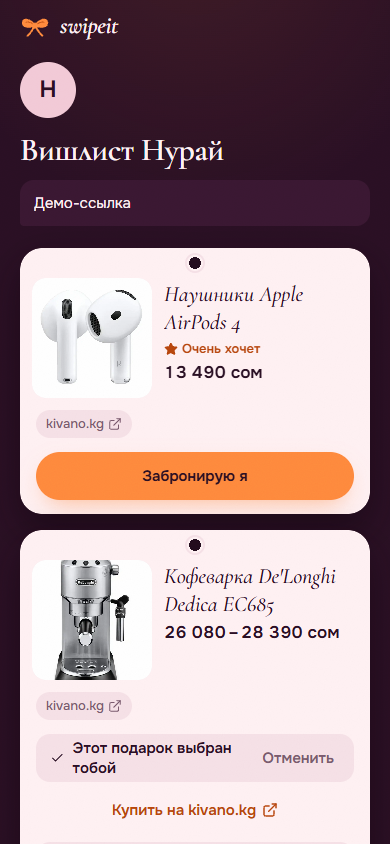 swipeit
Н
Вишлист Нурай
Демо-ссылка
Наушники Apple
AirPods 4
Очень хочет
13 490 сом
kivano.kg
Забронирую я
Кофеварка De'Longhi
Dedica EC685
26 080 – 28 390 сом
kivano.kg
Этот подарок выбран
тобой
Отменить
Купить на kivano.kg